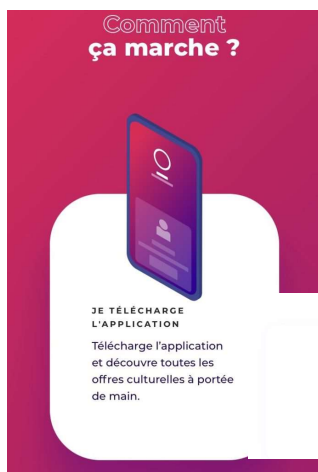 Comment
ça marche ?
JE TÉLÉCHARGE
L'APPLICATION
Télécharge l'application
et découvre toutes les
offres culturelles à portée
de main.